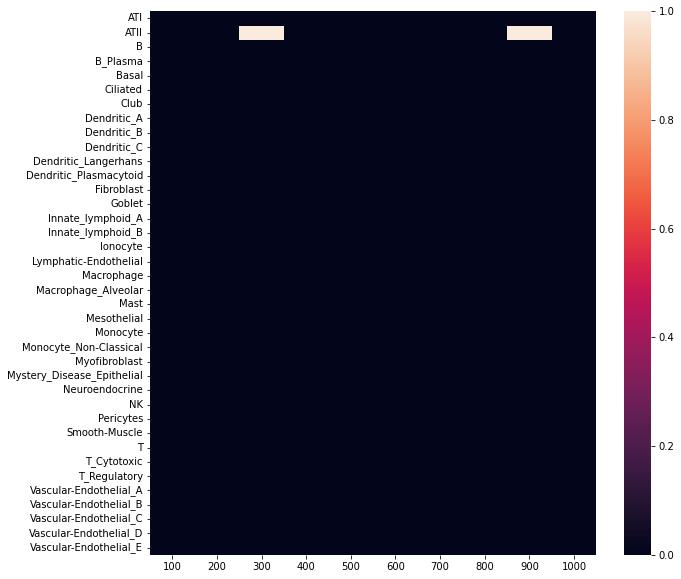 ATI
ATII
B
B_Plasma
Basal
Ciliated
Club
Dendritic_A
Dendritic_B
Dendritic_C
Dendritic_Langerhans
Dendritic_Plasmacytoid
Fibroblast
Goblet
Innate_lymphoid_A
Innate_lymphoid_B
Ionocyte
Lymphatic-Endothelial
Macrophage
Macrophage_Alveolar
Mast
Mesothelial
Monocyte
Monocyte_Non-Classical
Myofibroblast
Mystery_Disease_Epithelial
Neuroendocrine
NK
Pericytes
Smooth-Muscle
T
T_Cytotoxic
T_Regulatory
Vascular-Endothelial_A
Vascular-Endothelial_B
Vascular-Endothelial_C
Vascular-Endothelial_D
Vascular-Endothelial_E
100 200 300 400 500 600 700 800 900 1000
1.0
0.8
0.6
0.4
0.2
0.0